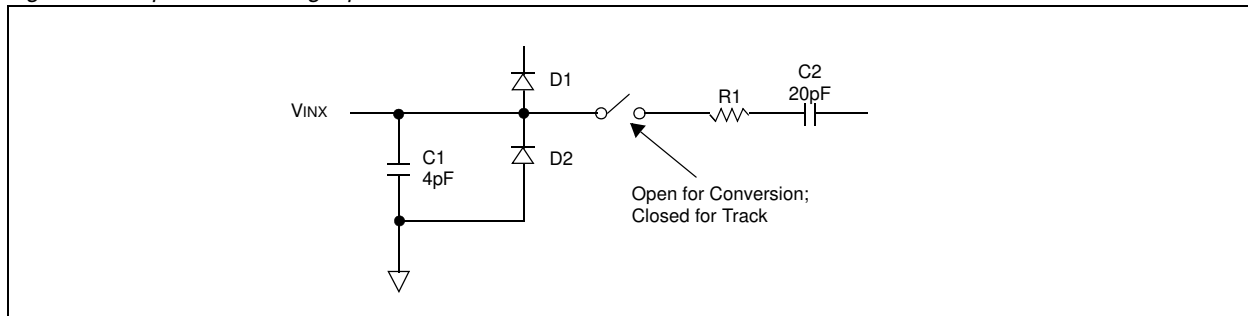 D1
C2
20pF
R1
VINX
C1
4pF
D2
Open for Conversion;
Closed for Track